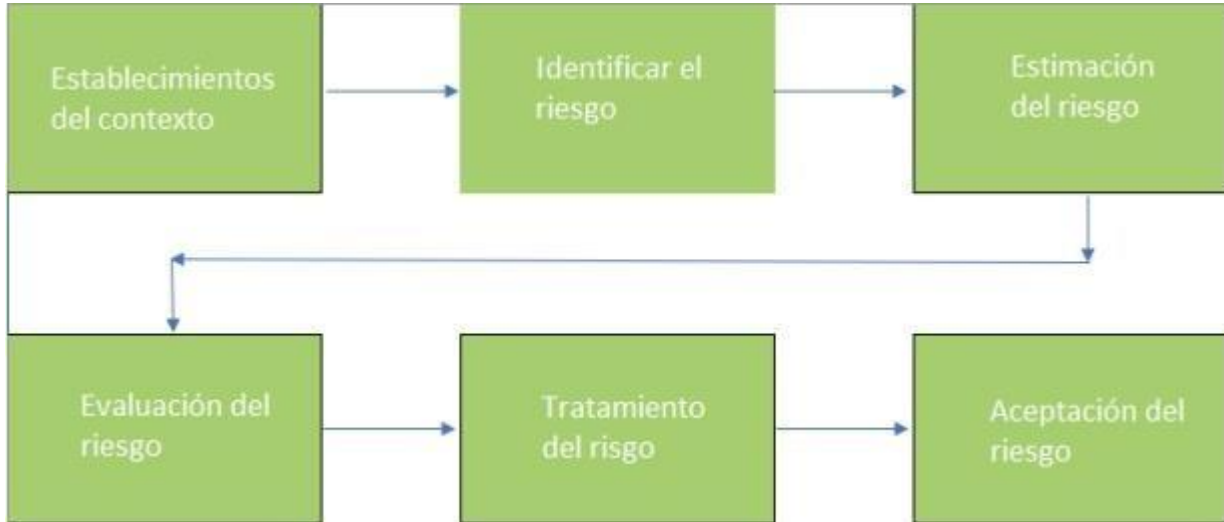 Establecimientos
del contexto
Identificar el
riesgo
Estimación
del riesgo
Evaluación del
riesgo
Tratamiento
del risgo
Aceptación del
riesgo